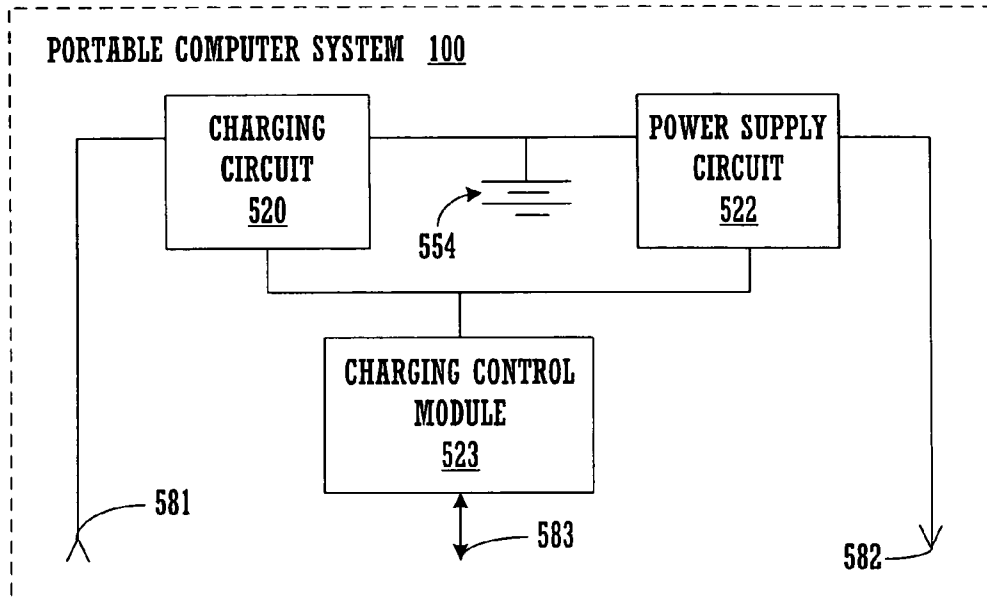 PORTABLE COMPUTER SYSTEM 100
CHARGING
CIRCUIT
520
POWER SUPPLY
CIRCUIT
522
554
CHARGING CONTROL
MODULE
523
581
583
582